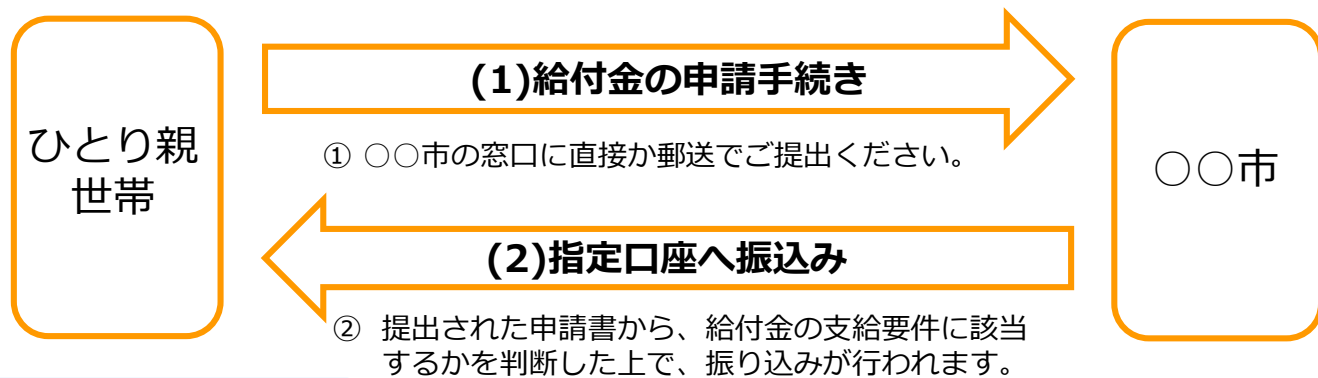 ひとり親
世帯
(1)給付金の申請手続き
① ○○市の窓口に直接か郵送でご提出ください。
(2)指定口座へ振込み
② 提出された申請書から、給付金の支給要件に該当
するかを判断した上で、振り込みが行われます。
○○市